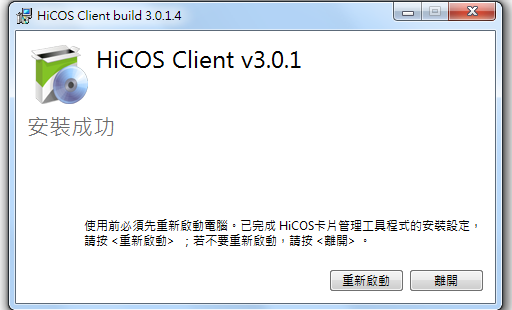 HiCOS Client build 3.0.1.4
HiCOS Client v3.0.1
安裝成功
使用前必須先重新啟動電腦。已完成 HiCOS卡片管理工具程式的安裝設定，
請按 <重新啟動> ；若不要重新啟動，請按 <離開> 。
重新啟動
離開